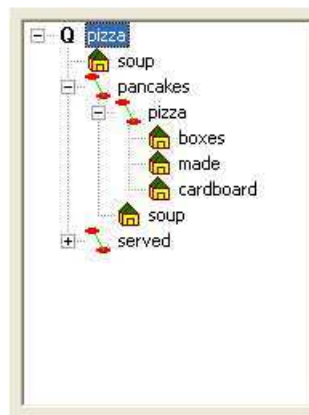 Q pizza
soup
pancakes
pizza
boxes
made
cardboard
soup
served